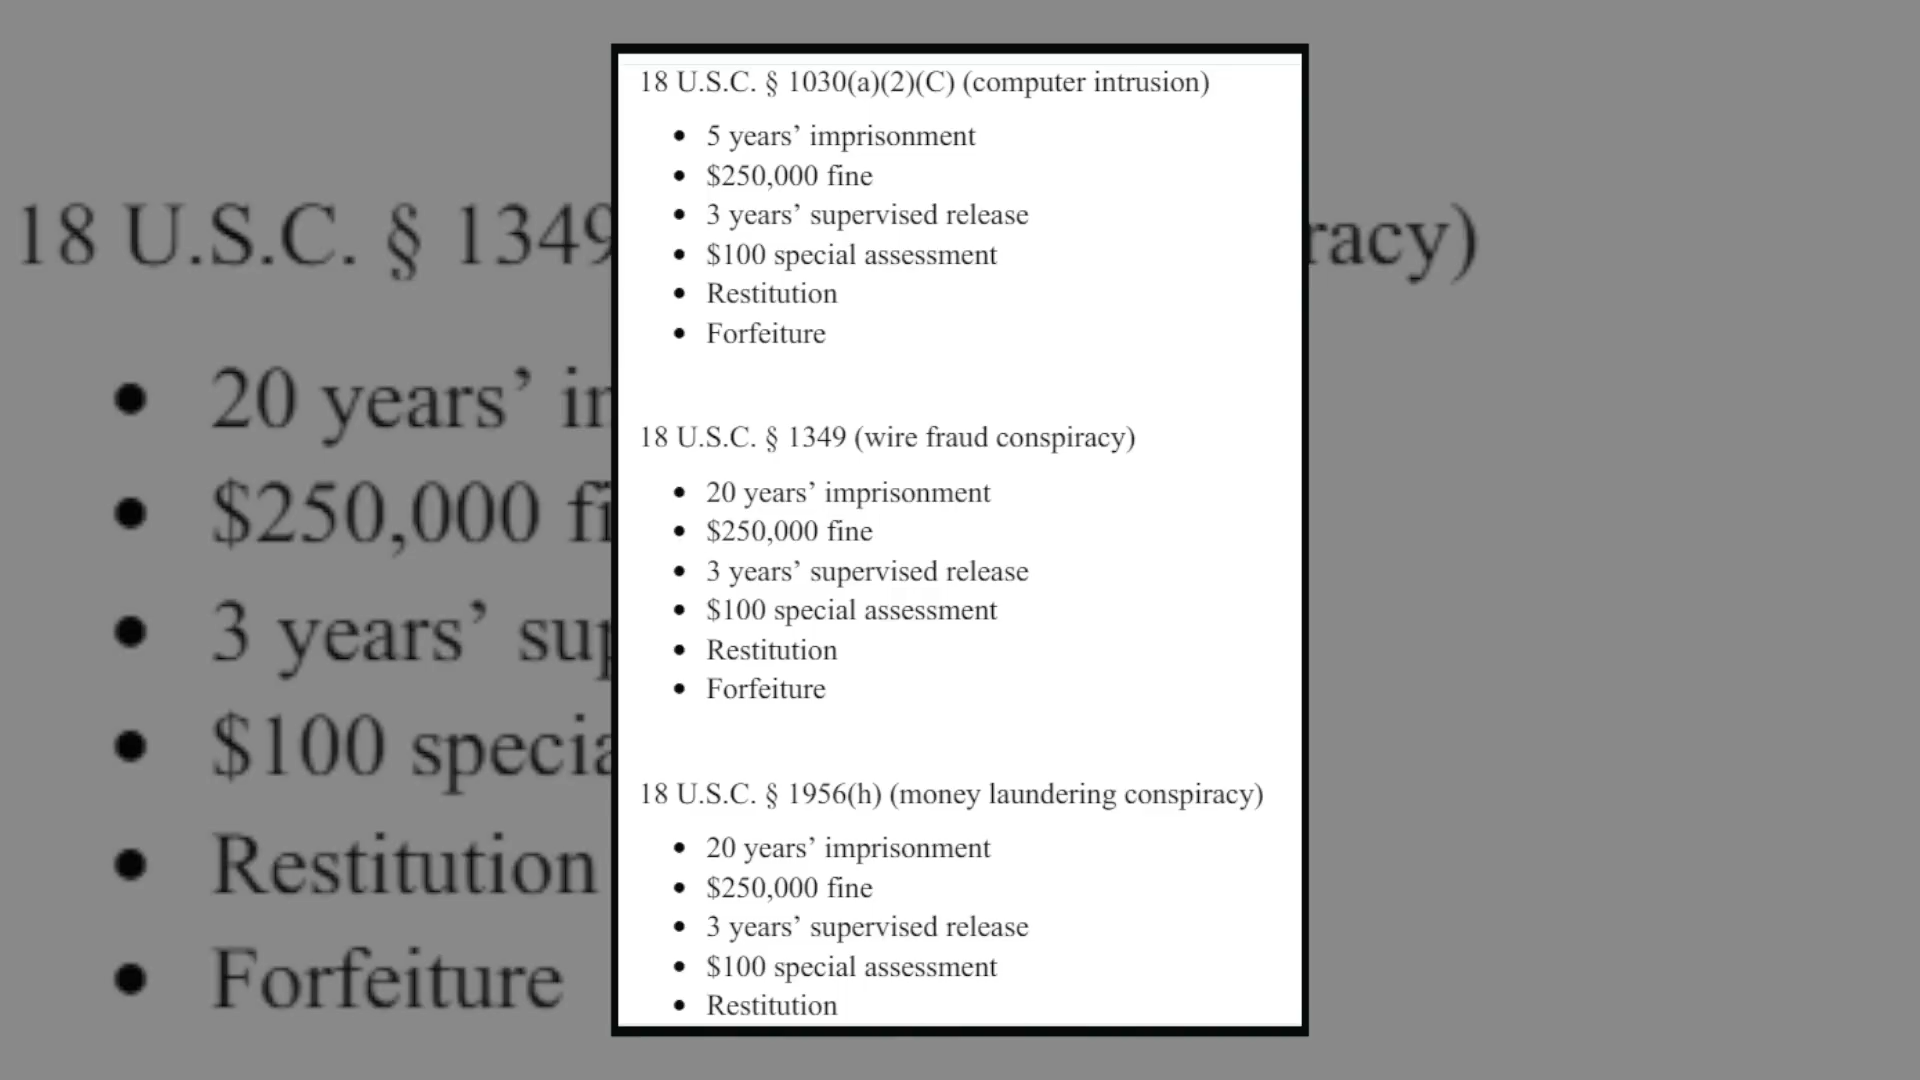 18 U.S.C. § 1030(a)(2)(C) (computer intrusion)
• 5 years’ imprisonment
• $250,000 fine
• 3 years’ supervised release
• $100 special assessment
• Restitution
• Forfeiture
18 U.S.C. § 1349 (wire fraud conspiracy)
• 20 years’ imprisonment
• $250,000 fine
• 3 years’ supervised release
• $100 special assessment
• Restitution
• Forfeiture
18 U.S.C. § 1956(h) (money laundering conspiracy)
• 20 years’ imprisonment
• $250,000 fine
• 3 years’ supervised release
• $100 special assessment
• Restitution
18 U.S.C. § 1349 racy)
• 20 years’
• $250,000
• 3 years’
• $100
• Restitution
• Forfeiture